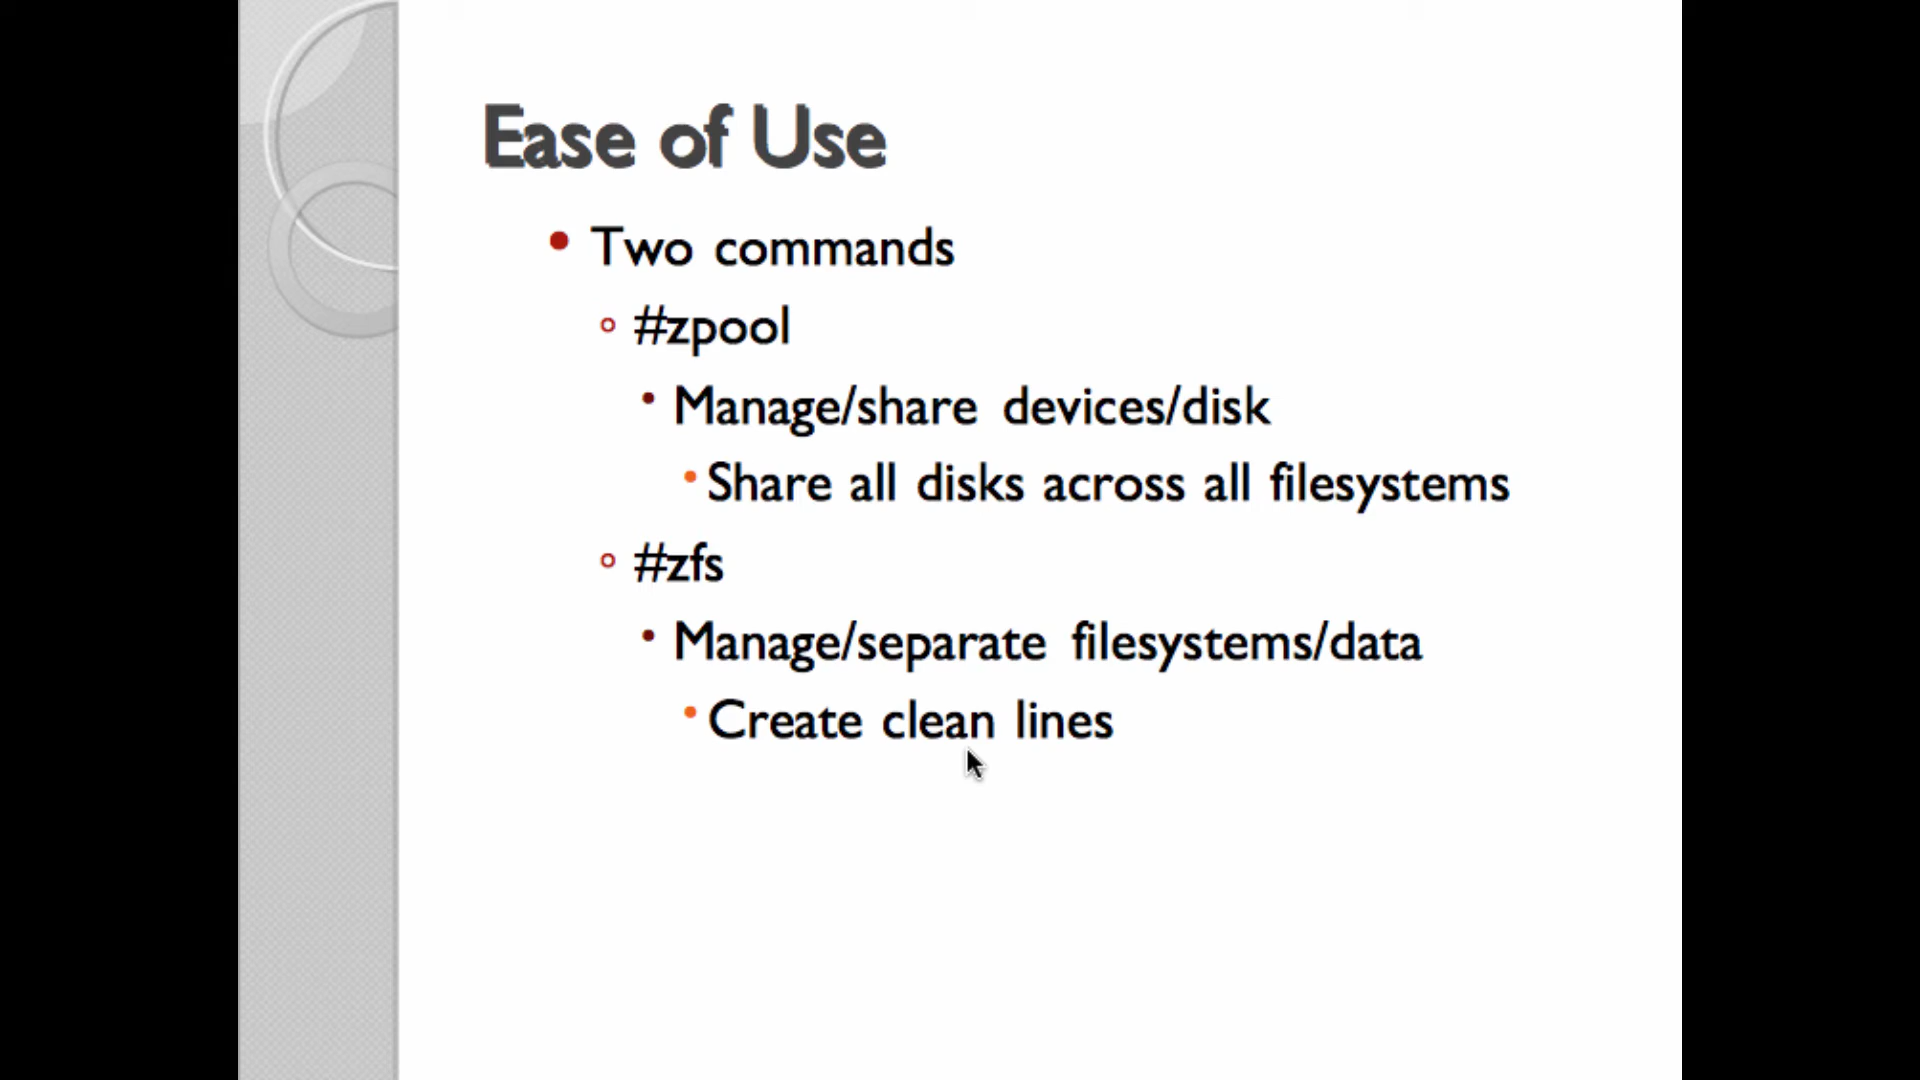 Ease of Use
Two commands
#zpool
Manage/share devices/disk
Share all disks across all filesystems
#zfs
Manage/separate filesystems/data
Create clean lines